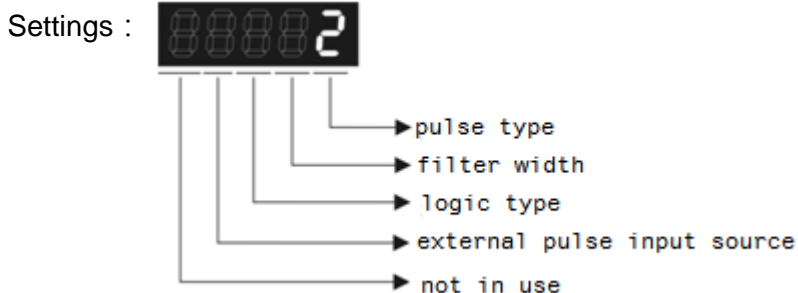 Settings：
2
pulse type
filter width
logic type
external pulse input source
not in use